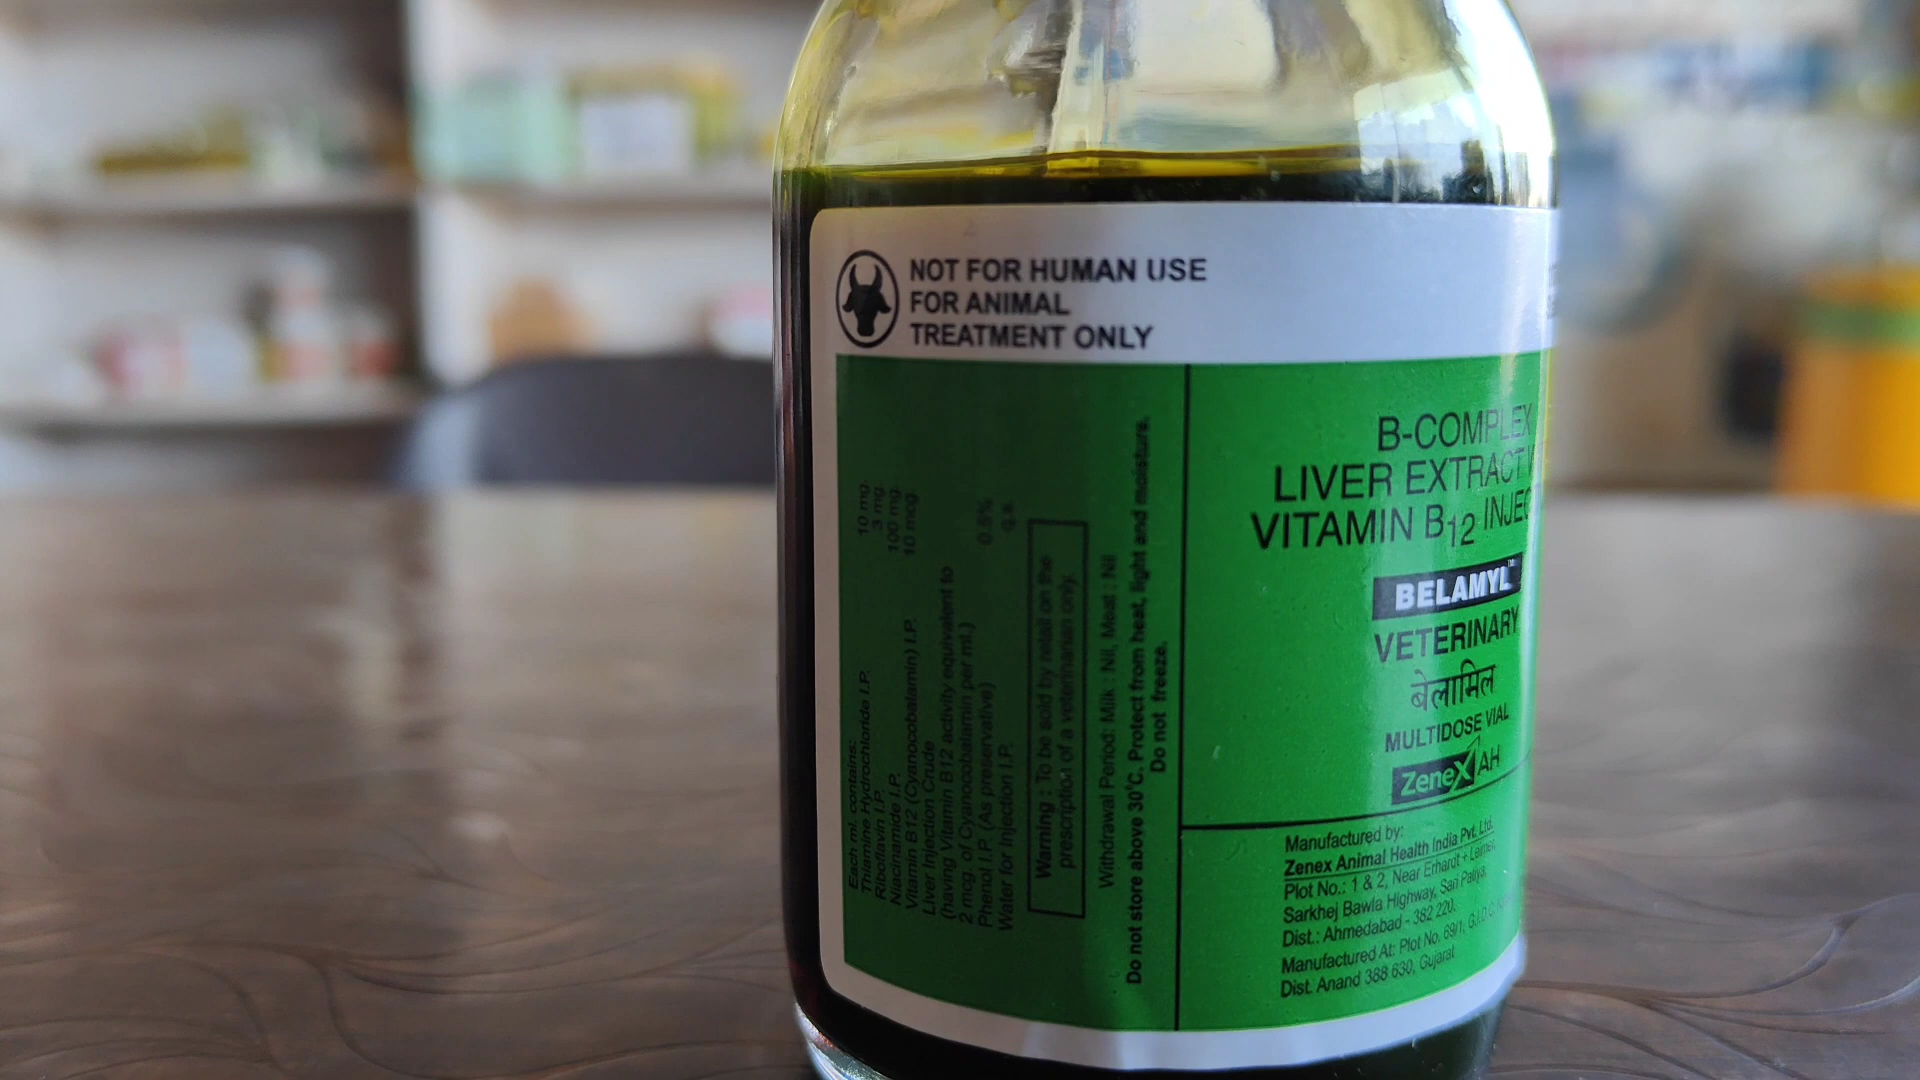 NOT FOR HUMAN USE
FOR ANIMAL
TREATMENT ONLY
Each ml. contains:
Thiamine Hydrochloride I.P. 10 mg.
Riboflavin I.P. 3 mg.
Niacinamide I.P. 100 mg.
Vitamin B12 (Cyanocobalamin) I.P. 10 mcg.
Liver Injection Crude
(having Vitamin B12 activity equivalent to
2 mcg. of Cyanocobalamin per ml.)
Phenol I.P. (As preservative) 0.5%
Water for Injection I.P. q.s.
Warning : To be sold by retail on the
prescription of a veterinarian only.
Withdrawal Period: Milk : Nil, Meat : Nil
Do not store above 30°C. Protect from heat, light and moisture.
Do not freeze.
B-COMPLEX
LIVER EXTRACT
VITAMIN B12 INJEC
BELAMYL™
VETERINARY
बेलामिल
MULTIDOSE VIAL
Zenex AH
Manufactured by:
Zenex Animal Health India Pvt. Ltd.
Plot No.: 1 & 2, Near Erhardt + Leimer,
Sarkhej Bawla Highway, Sari Paliya,
Dist.: Ahmedabad - 382 220.
Manufactured At: Plot No. 69/1, G.I.D.C.
Dist. Anand 388 630, Gujarat